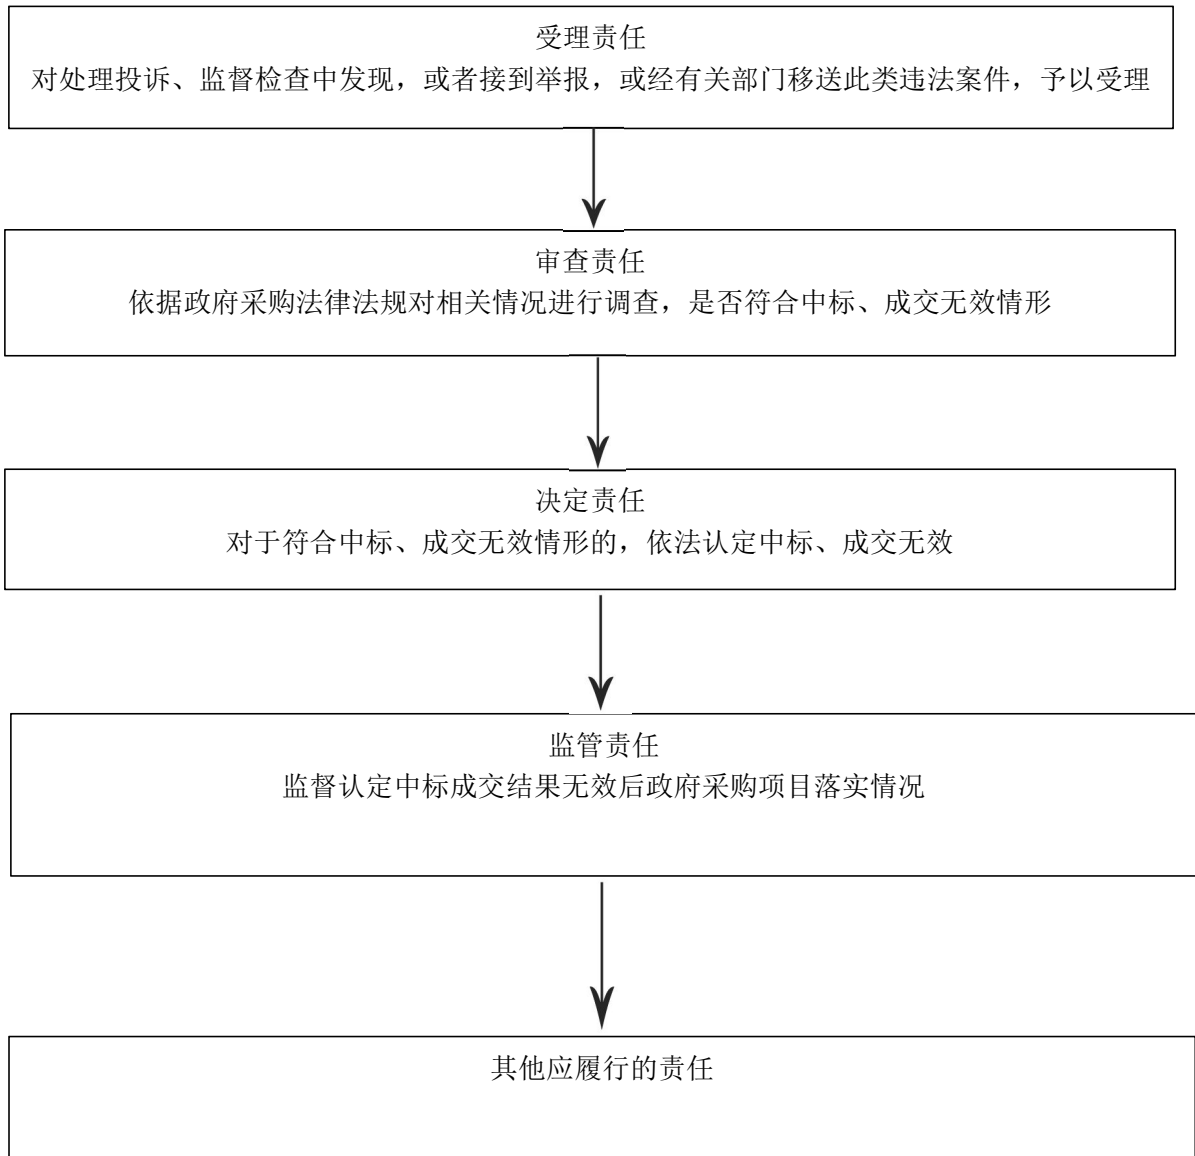 受理责任
对处理投诉、监督检查中发现，或者接到举报，或经有关部门移送此类违法案件，予以受理
审查责任
依据政府采购法律法规对相关情况进行调查，是否符合中标、成交无效情形
决定责任
对于符合中标、成交无效情形的，依法认定中标、成交无效
监管责任
监督认定中标成交结果无效后政府采购项目落实情况
其他应履行的责任